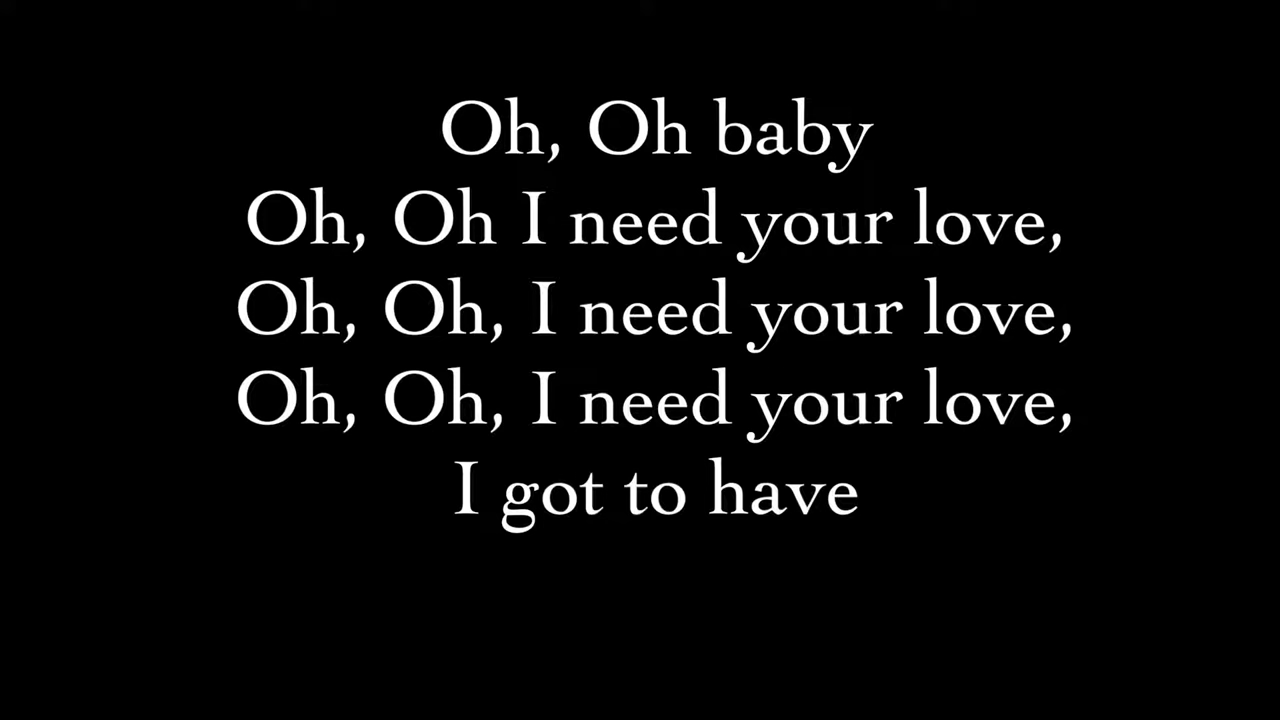 Oh, Oh baby
Oh, Oh I need your love,
Oh, Oh, I need your love,
Oh, Oh, I need your love,
I got to have